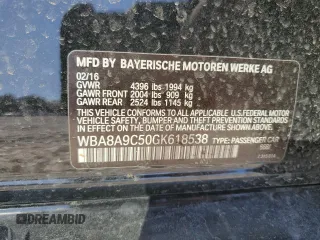 MFD BY BAYERISCHE MOTOREN WERKE AG
02/16
GVWR 4396 lbs 1994 kg
GAWR FRONT 2004 lbs 909 kg
GAWR REAR 2524 lbs 1145 kg
THIS VEHICLE CONFORMS TO ALL APPLICABLE U.S. FEDERAL MOTOR
VEHICLE SAFETY, BUMPER, AND THEFT PREVENTION STANDARDS
IN EFFECT ON THE DATE OF MANUFACTURE SHOWN ABOVE.
WBA8A9C50GK618538 TYPE: PASSENGER CAR
DREAMBID